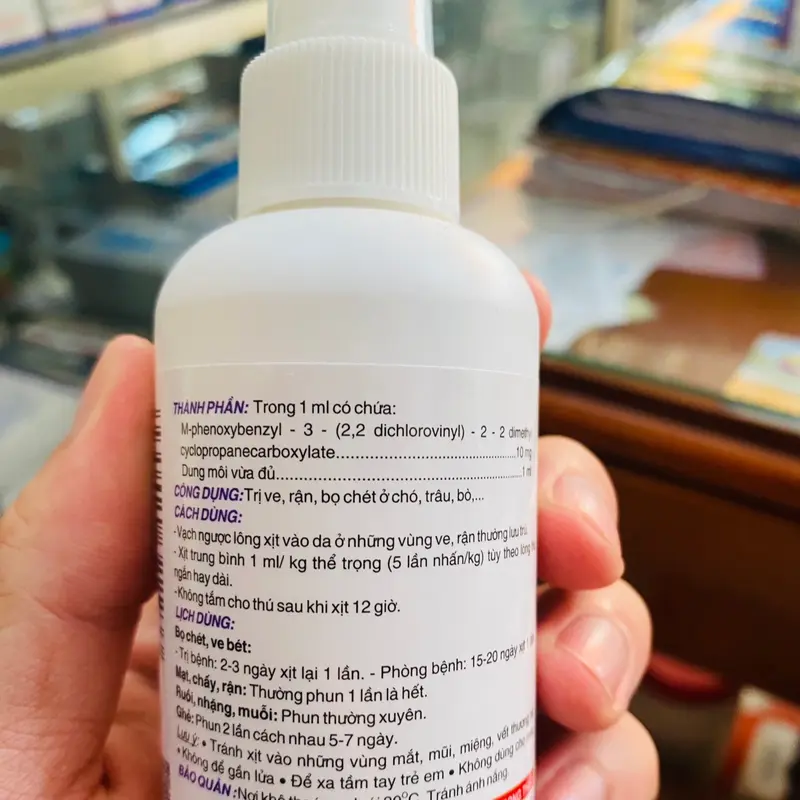 THÀNH PHẦN: Trong 1 ml có chứa:
M-phenoxybenzyl - 3 - (2,2 dichlorovinyl) - 2 - 2 dimethyl
cyclopropanecarboxylate..........10 mg
Dung môi vừa đủ..........1 ml
CÔNG DỤNG: Trị ve, rận, bọ chét ở chó, trâu, bò,...
CÁCH DÙNG:
-Vạch ngược lông xịt vào da ở những vùng ve, rận thường lưu trú.
- Xịt trung bình 1 ml/ kg thể trọng (5 lần nhấn/kg) tùy theo lông
ngắn hay dài.
-Không tắm cho thú sau khi xịt 12 giờ.
LỊCH DÙNG:
Bọ chét, ve bét:
- Trị bệnh: 2-3 ngày xịt lại 1 lần. - Phòng bệnh: 15-20 ngày xịt 1
Mạt, chấy, rận: Thường phun 1 lần là hết.
Ruồi, nhặng, muỗi: Phun thường xuyên.
Ghẻ: Phun 2 lần cách nhau 5-7 ngày.
Lưu ý: • Tránh xịt vào những vùng mắt, mũi, miệng, vết thương
• Không để gần lửa • Để xa tầm tay trẻ em • Không dùng cho
BẢO QUẢN: Nơi khô 30°C. Tránh ánh nắng